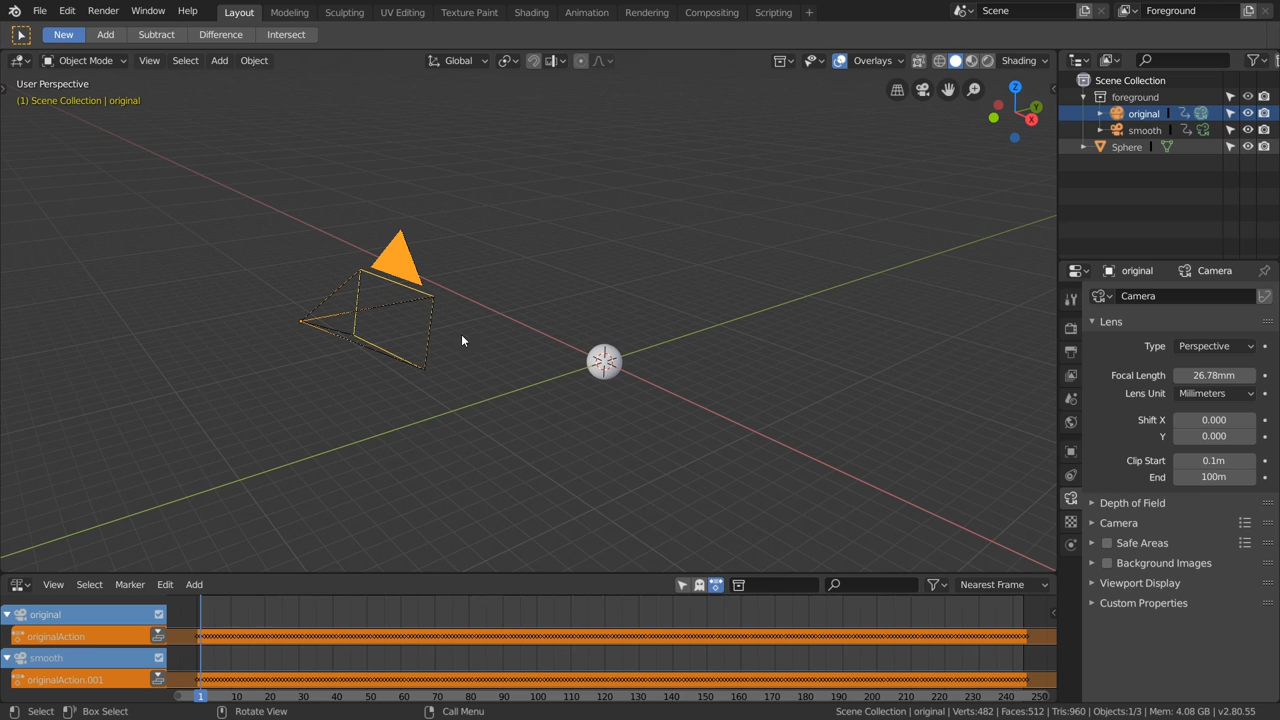 File Edit Render Window Help Layout Modeling Sculpting UV Editing Texture Paint Shading Animation Rendering Compositing Scripting + Scene Foreground
New Add Subtract Difference Intersect
Object Mode View Select Add Object Global Overlays Shading
User Perspective
(1) Scene Collection | original
Z
Y
X
Scene Collection
foreground
original
smooth
Sphere
original Camera
Camera
Lens
Type Perspective
Focal Length 26.78mm
Lens Unit Millimeters
Shift X 0.000
Y 0.000
Clip Start 0.1m
End 100m
Depth of Field
Camera
Safe Areas
Background Images
Viewport Display
Custom Properties
View Select Marker Edit Add Nearest Frame
original
originalAction
smooth
originalAction.001
1 10 20 30 40 50 60 70 80 90 100 110 120 130 140 150 160 170 180 190 200 210 220 230 240 250
Select Box Select Rotate View Call Menu Scene Collection | original | Verts:482 | Faces:512 | Tris:960 | Objects:1/3 | Mem: 4.08 GB | v2.80.55